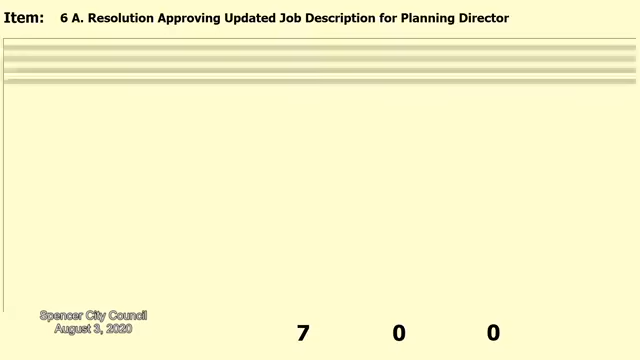 Item: 6 A. Resolution Approving Updated Job Description for Planning Director
Spencer City Council
August 3, 2020
7 0 0